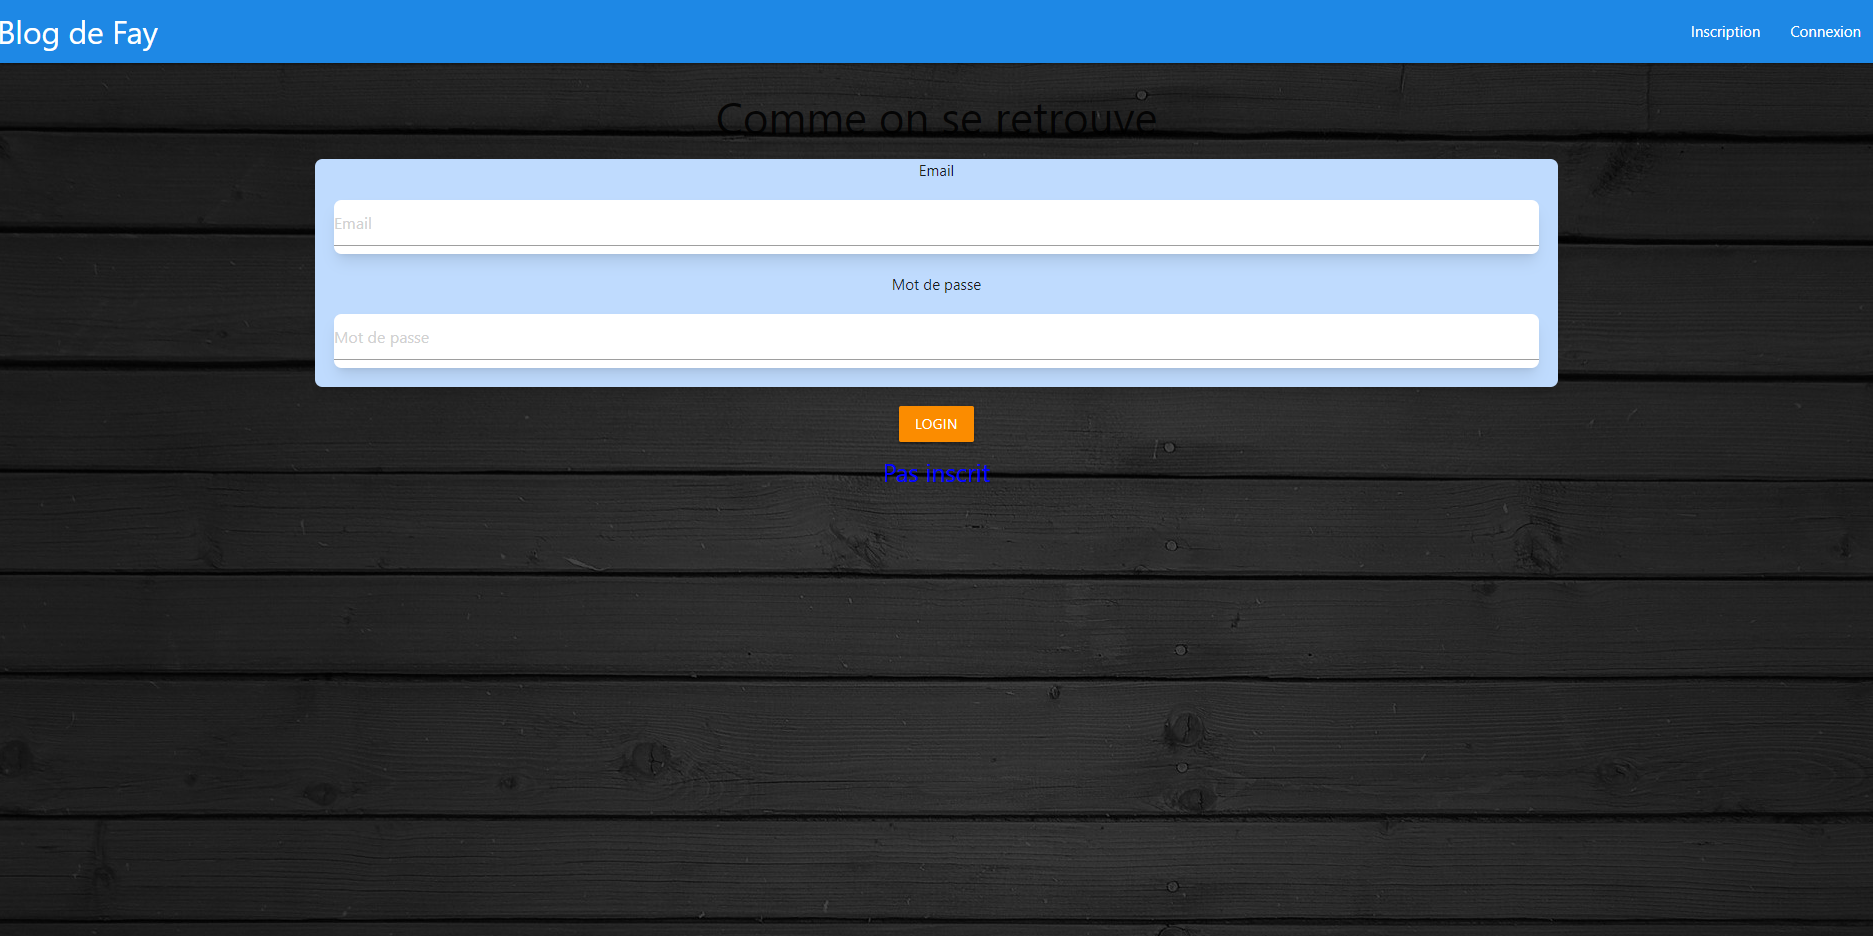 Blog de Fay
Inscription
Connexion
Comme on se retrouve
Email
Email
Mot de passe
Mot de passe
LOGIN
Pas inscrit